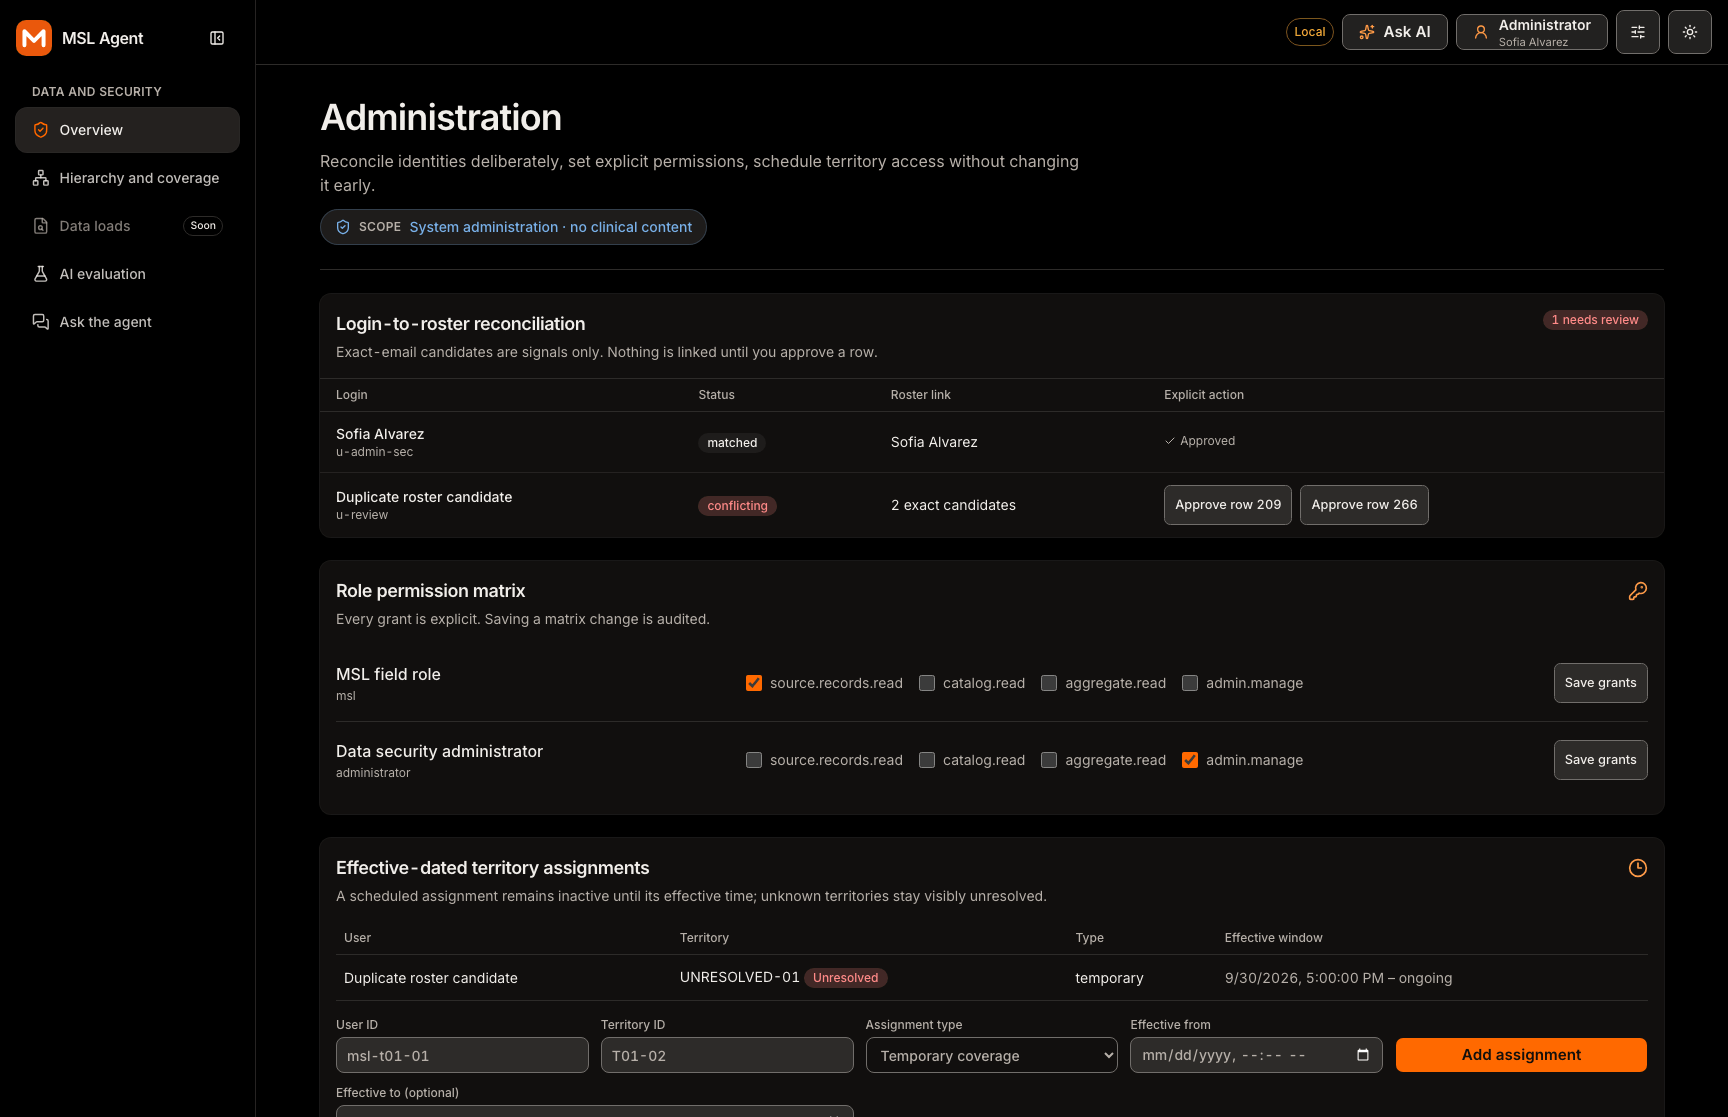 MSL Agent
Local
Ask AI
Administrator
Sofia Alvarez
DATA AND SECURITY
Overview
Hierarchy and coverage
Data loads
Soon
AI evaluation
Ask the agent
Administration
Reconcile identities deliberately, set explicit permissions, schedule territory access without changing
it early.
SCOPE System administration · no clinical content
Login-to-roster reconciliation
1 needs review
Exact-email candidates are signals only. Nothing is linked until you approve a row.
Login Status Roster link Explicit action
Sofia Alvarez
u-admin-sec
matched
Sofia Alvarez
Approved
Duplicate roster candidate
u-review
conflicting
2 exact candidates
Approve row 209
Approve row 266
Role permission matrix
Every grant is explicit. Saving a matrix change is audited.
MSL field role
msl
source.records.read catalog.read aggregate.read admin.manage
Save grants
Data security administrator
administrator
source.records.read catalog.read aggregate.read admin.manage
Save grants
Effective-dated territory assignments
A scheduled assignment remains inactive until its effective time; unknown territories stay visibly unresolved.
User Territory Type Effective window
Duplicate roster candidate UNRESOLVED-01 Unresolved temporary 9/30/2026, 5:00:00 PM – ongoing
User ID Territory ID Assignment type Effective from
msl-t01-01 T01-02 Temporary coverage mm/dd/yyyy, --:-- -- Add assignment
Effective to (optional)